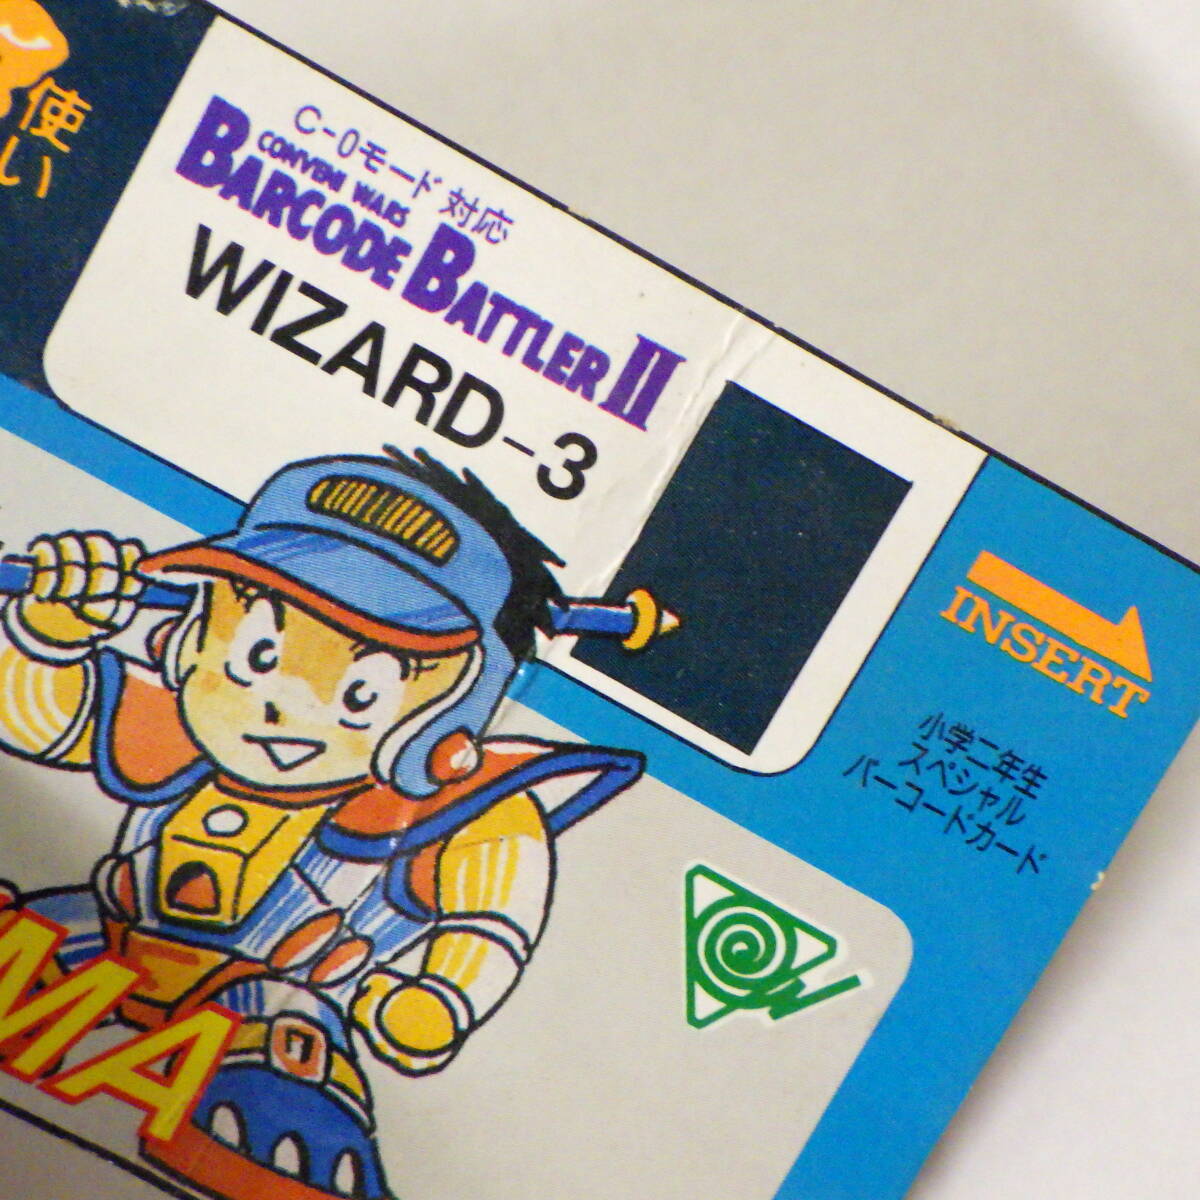 使い
C-0モード対応
CONVENI WARS
BARCODE BATTLER II
WIZARD-3
INSERT
小学二年生
スペシャル
バーコードカード
MA